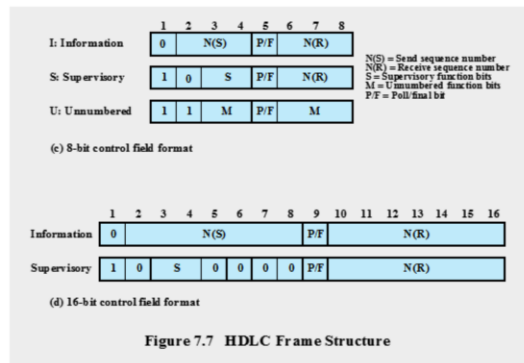 1 2 3 4 5 6 7 8
I: Information 0 N(S) P/F N(R)
S: Supervisory 1 0 S P/F N(R)
U: Unnumbered 1 1 M P/F M
N(S) = Send sequence number
N(R) = Receive sequence number
S = Supervisory function bits
M = Unnumbered function bits
P/F = Poll/final bit
(c) 8-bit control field format
1 2 3 4 5 6 7 8 9 10 11 12 13 14 15 16
Information 0 N(S) P/F N(R)
Supervisory 1 0 S 0 0 0 0 P/F N(R)
(d) 16-bit control field format
Figure 7.7 HDLC Frame Structure